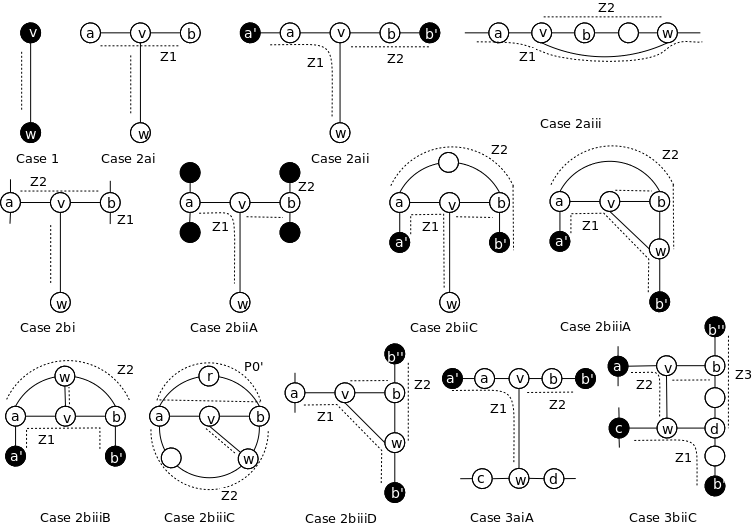 v
w
Case 1
a v b
Z1
w
Case 2ai
a' a v b b'
Z1 Z2
w
Case 2aii
Z2
a v b w
Z1
Case 2aiii
Z2
a v b
Z1
w
Case 2bi
Z2
a v b
Z1
w
Case 2biiA
Z2
a v b
Z1
a' b'
w
Case 2biiC
Z2
a v b
Z1
a' w
b'
Case 2biiiA
w Z2
a v b
Z1
a' b'
Case 2biiiB
P0'
r
a v b
w
Z2
Case 2biiiC
b''
Z2
a v b
Z1
w
b'
Case 2biiiD
a' a v b b'
Z1 Z2
c w d
Case 3aiA
b''
a v b
Z2 Z3
c w d
Z1
b
Case 3biiC